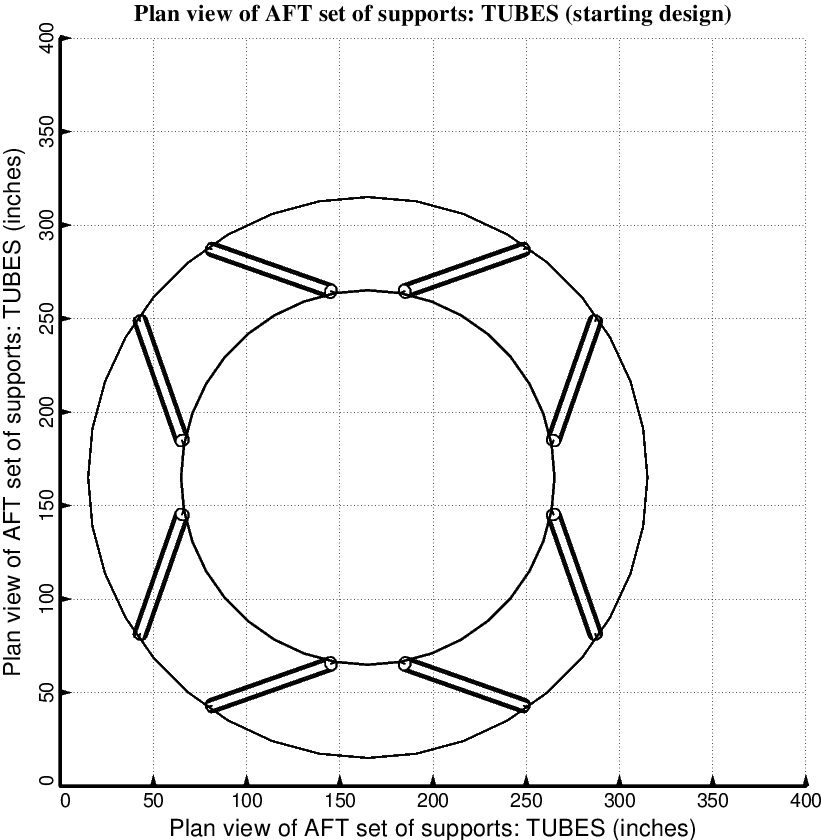 Plan view of AFT set of supports: TUBES (starting design)
Plan view of AFT set of supports: TUBES (inches)
400
350
300
250
200
150
100
50
0
0 50 100 150 200 250 300 350 400
Plan view of AFT set of supports: TUBES (inches)